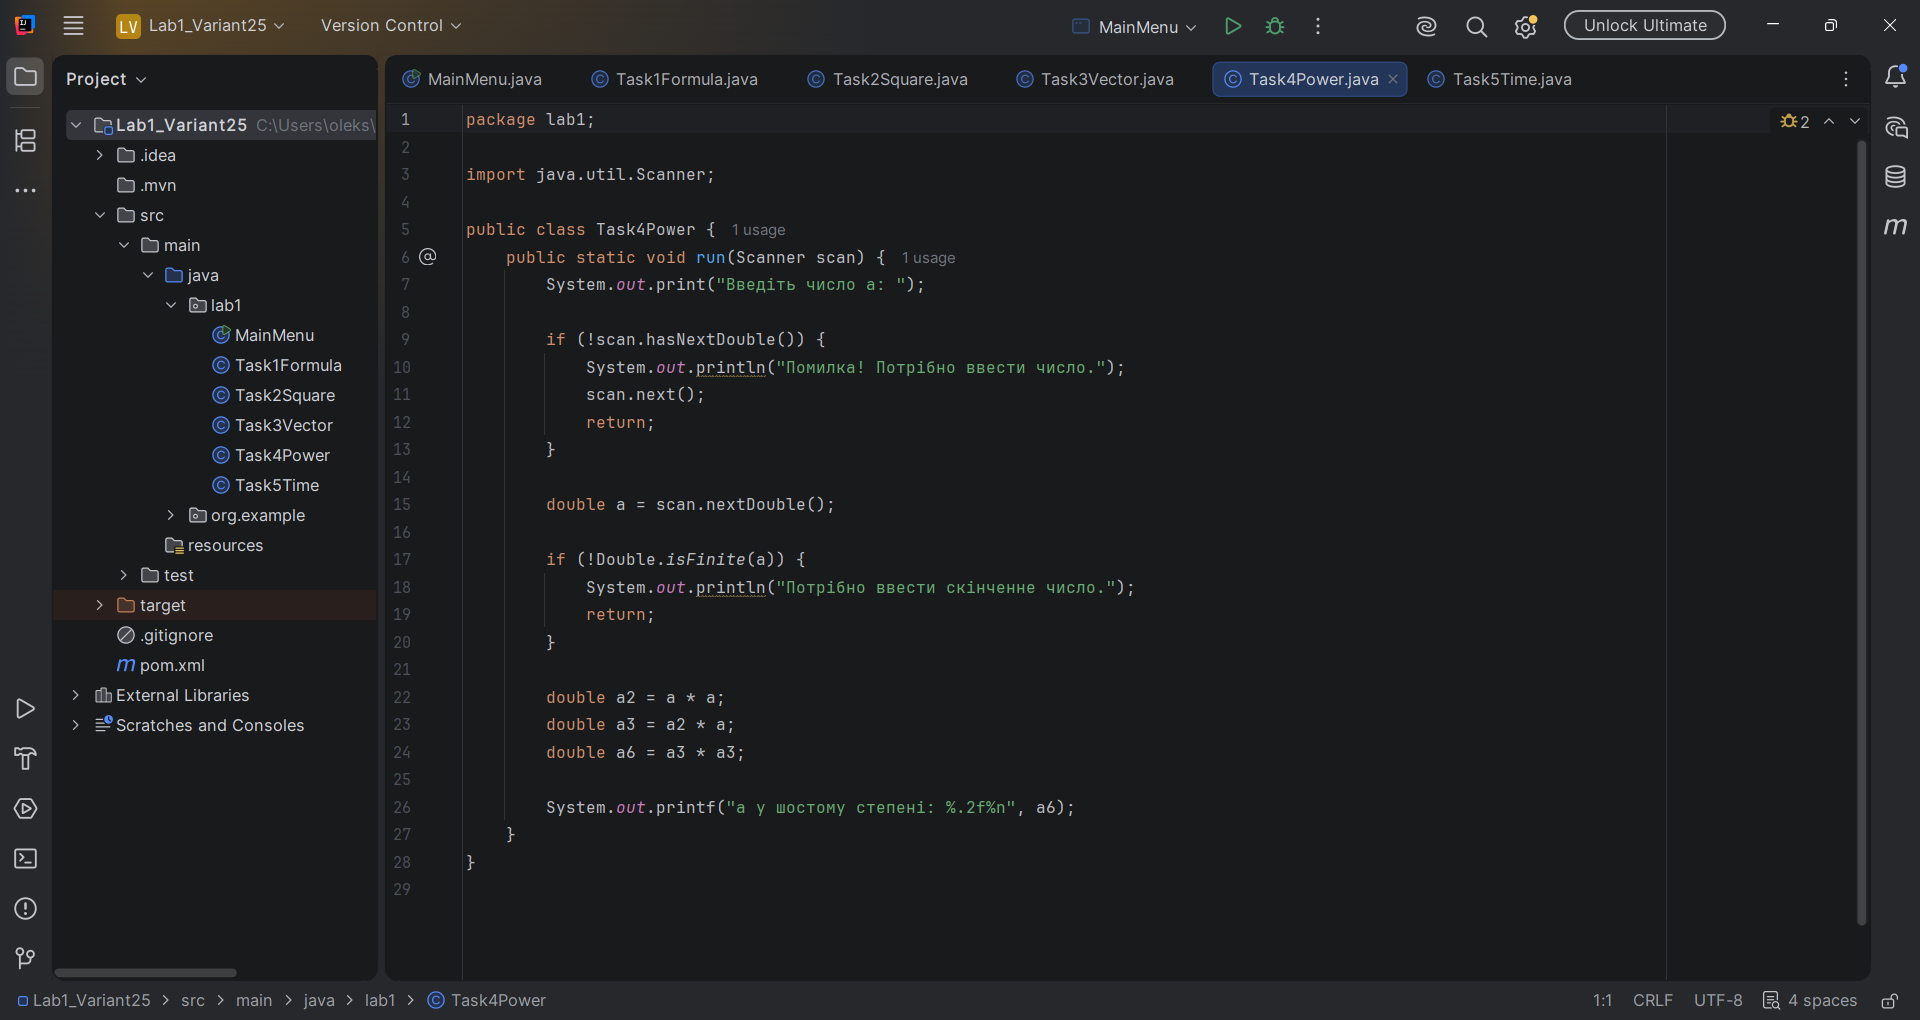 LV Lab1_Variant25 Version Control MainMenu Unlock Ultimate
Project
MainMenu.java Task1Formula.java Task2Square.java Task3Vector.java Task4Power.java Task5Time.java
Lab1_Variant25 C:\Users\oleks\
.idea
.mvn
src
main
java
lab1
MainMenu
Task1Formula
Task2Square
Task3Vector
Task4Power
Task5Time
org.example
resources
test
target
.gitignore
m pom.xml
External Libraries
Scratches and Consoles
1 package lab1;
2
3 import java.util.Scanner;
4
5 public class Task4Power { 1 usage
6 @ public static void run(Scanner scan) { 1 usage
7 System.out.print("Введіть число a: ");
8
9 if (!scan.hasNextDouble()) {
10 System.out.println("Помилка! Потрібно ввести число.");
11 scan.next();
12 return;
13 }
14
15 double a = scan.nextDouble();
16
17 if (!Double.isFinite(a)) {
18 System.out.println("Потрібно ввести скінченне число.");
19 return;
20 }
21
22 double a2 = a * a;
23 double a3 = a2 * a;
24 double a6 = a3 * a3;
25
26 System.out.printf("a у шостому степені: %.2f%n", a6);
27 }
28 }
29
2
m
Lab1_Variant25 > src > main > java > lab1 > Task4Power
1:1 CRLF UTF-8 4 spaces